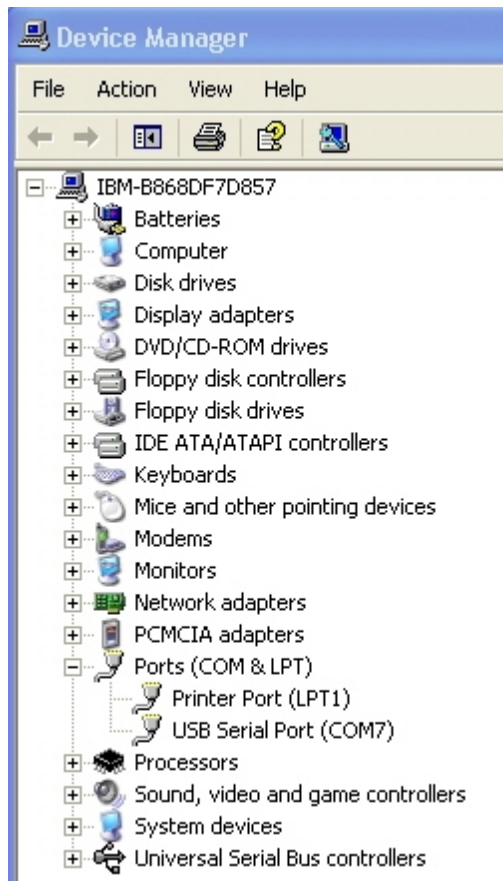 Device Manager
File Action View Help
IBM-B868DF7D857
Batteries
Computer
Disk drives
Display adapters
DVD/CD-ROM drives
Floppy disk controllers
Floppy disk drives
IDE ATA/ATAPI controllers
Keyboards
Mice and other pointing devices
Modems
Monitors
Network adapters
PCMCIA adapters
Ports (COM & LPT)
Printer Port (LPT1)
USB Serial Port (COM7)
Processors
Sound, video and game controllers
System devices
Universal Serial Bus controllers